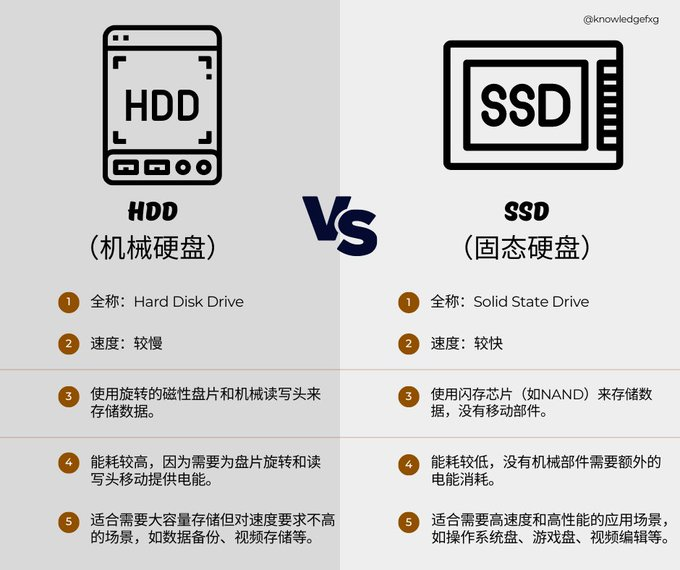 @knowledgefxg
HDD
HDD
（机械硬盘）
1 全称：Hard Disk Drive
2 速度：较慢
3 使用旋转的磁性盘片和机械读写头来
存储数据。
4 能耗较高，因为需要为盘片旋转和读
写头移动提供电能。
5 适合需要大容量存储但对速度要求不高
的场景，如数据备份、视频存储等。
VS
SSD
SSD
（固态硬盘）
1 全称：Solid State Drive
2 速度：较快
3 使用闪存芯片（如NAND）来存储数
据，没有移动部件。
4 能耗较低，没有机械部件需要额外的
电能消耗。
5 适合需要高速度和高性能的应用场景，
如操作系统盘、游戏盘、视频编辑等。